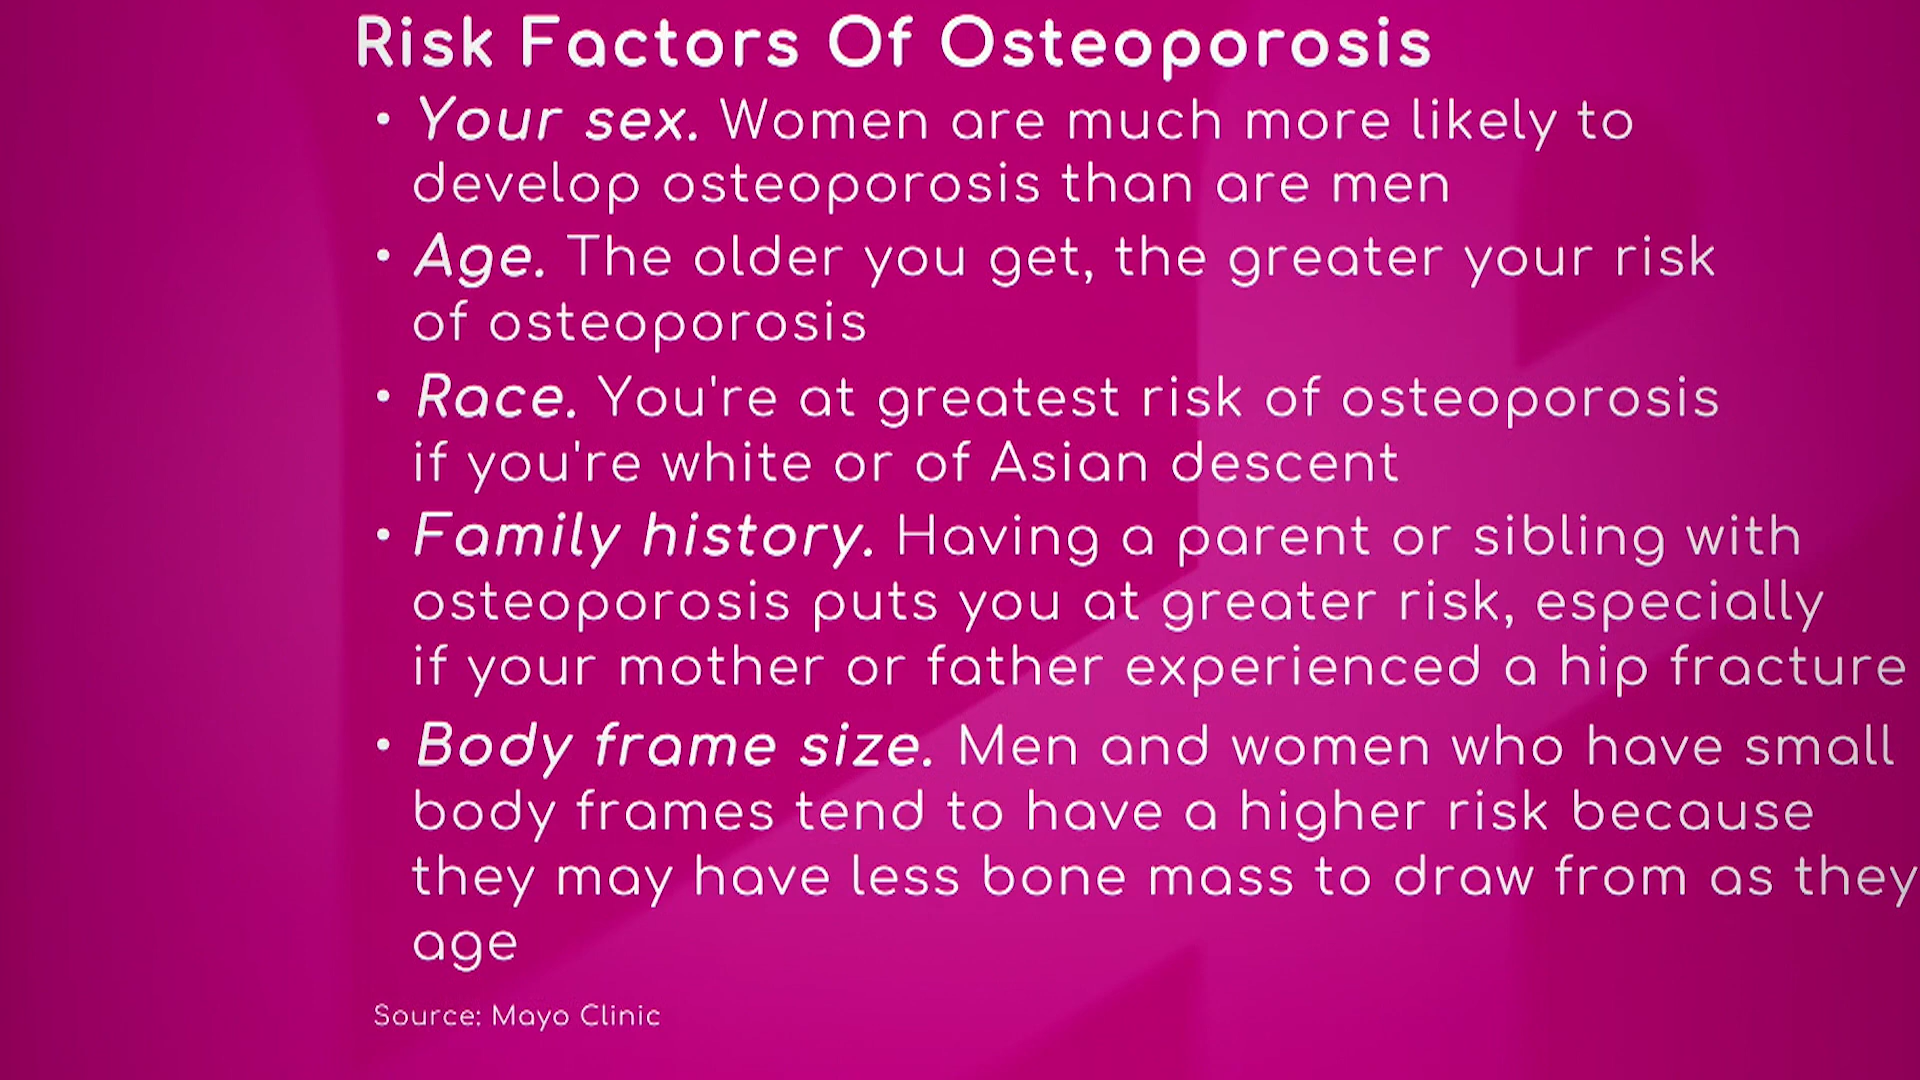 Risk Factors Of Osteoporosis
• Your sex. Women are much more likely to
develop osteoporosis than are men
• Age. The older you get, the greater your risk
of osteoporosis
• Race. You're at greatest risk of osteoporosis
if you're white or of Asian descent
• Family history. Having a parent or sibling with
osteoporosis puts you at greater risk, especially
if your mother or father experienced a hip fracture
• Body frame size. Men and women who have small
body frames tend to have a higher risk because
they may have less bone mass to draw from as they
age
Source: Mayo Clinic